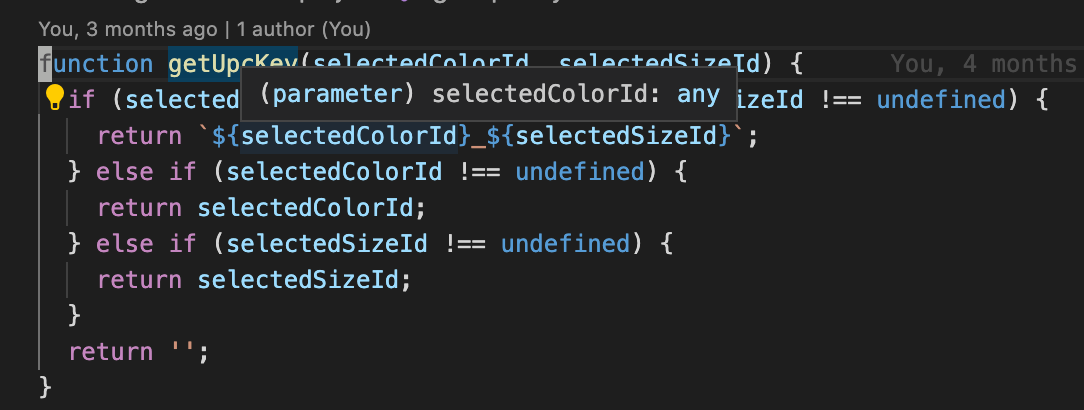 You, 3 months ago | 1 author (You)
function getUpcKey(selectedColorId, selectedSizeId) {
You, 4 months
if (selected
(parameter) selectedColorId: any
izeId !== undefined) {
return `${selectedColorId}_${selectedSizeId}`;
} else if (selectedColorId !== undefined) {
return selectedColorId;
} else if (selectedSizeId !== undefined) {
return selectedSizeId;
}
return '';
}